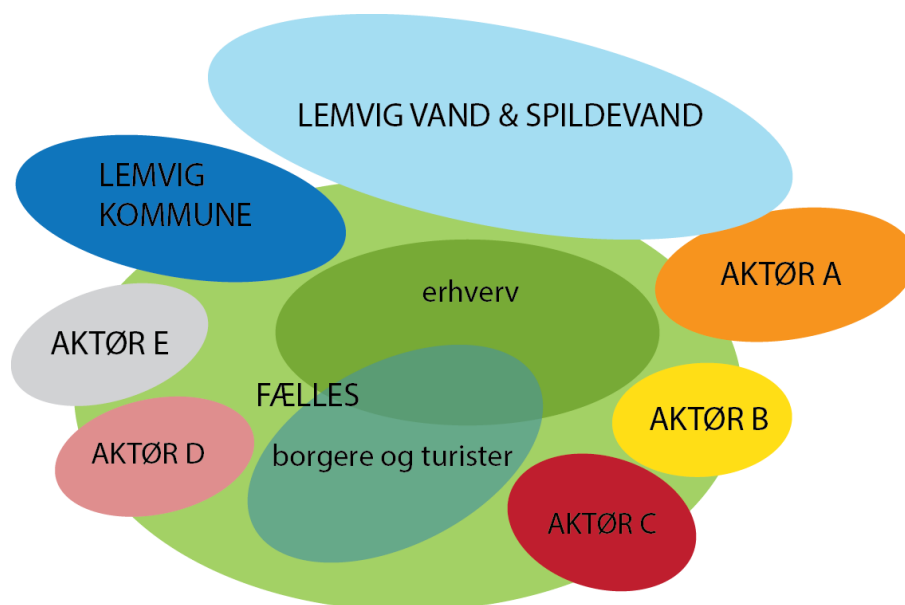 LEMVIG VAND & SPILDEVAND
LEMVIG
KOMMUNE
AKTØR A
erhverv
AKTØR E
FÆLLES
AKTØR B
AKTØR D
borgere og turister
AKTØR C